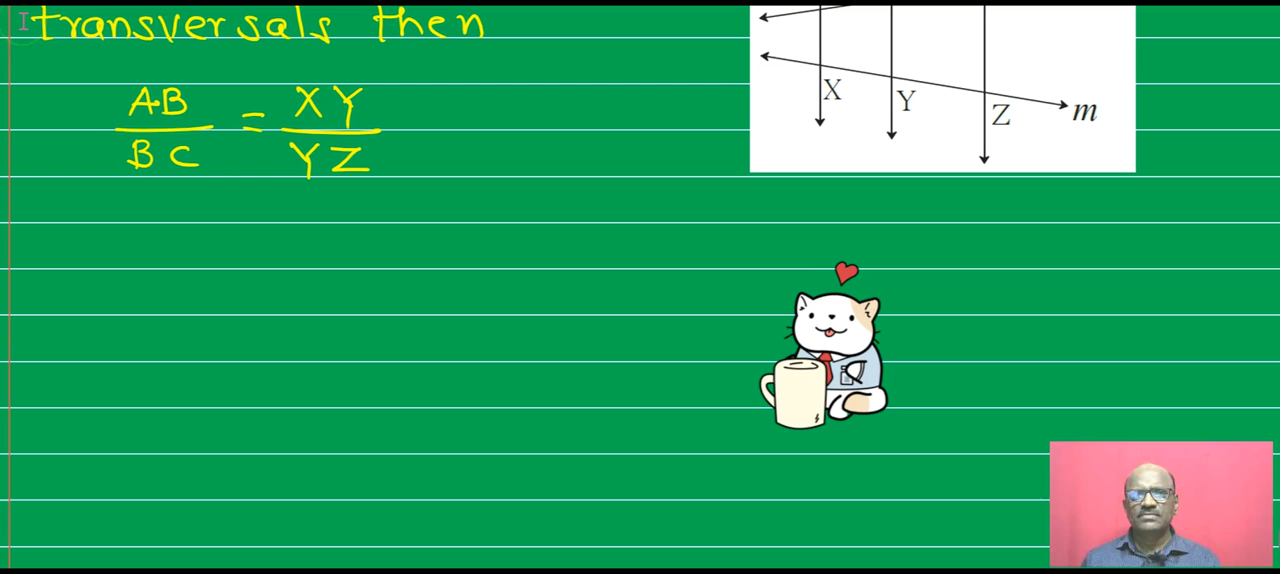 transversals then
AB / BC = XY / YZ
X
Y
Z
m